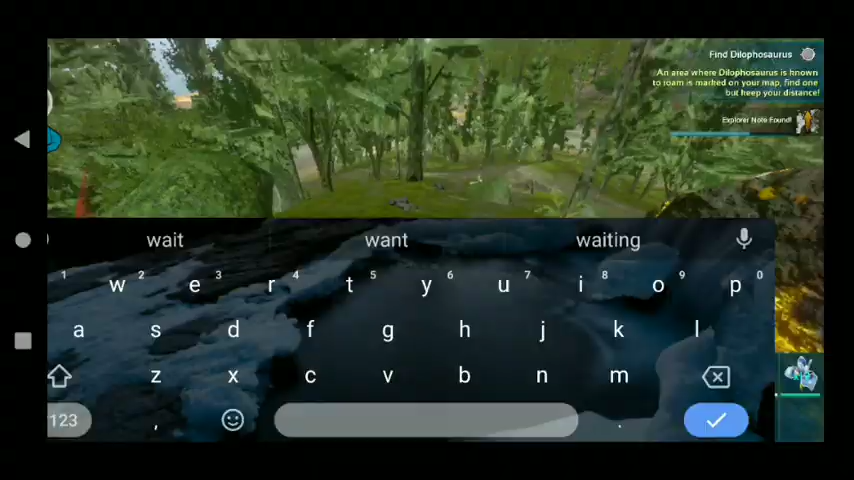 Find Dilophosaurus
An area where Dilophosaurus is known
to roam is marked on your map, find one
but keep your distance!
Explorer Note Found!
wait want waiting
1 2 3 4 5 6 7 8 9 0
w e r t y u i o p
a s d f g h j k l
z x c v b n m
123 , .